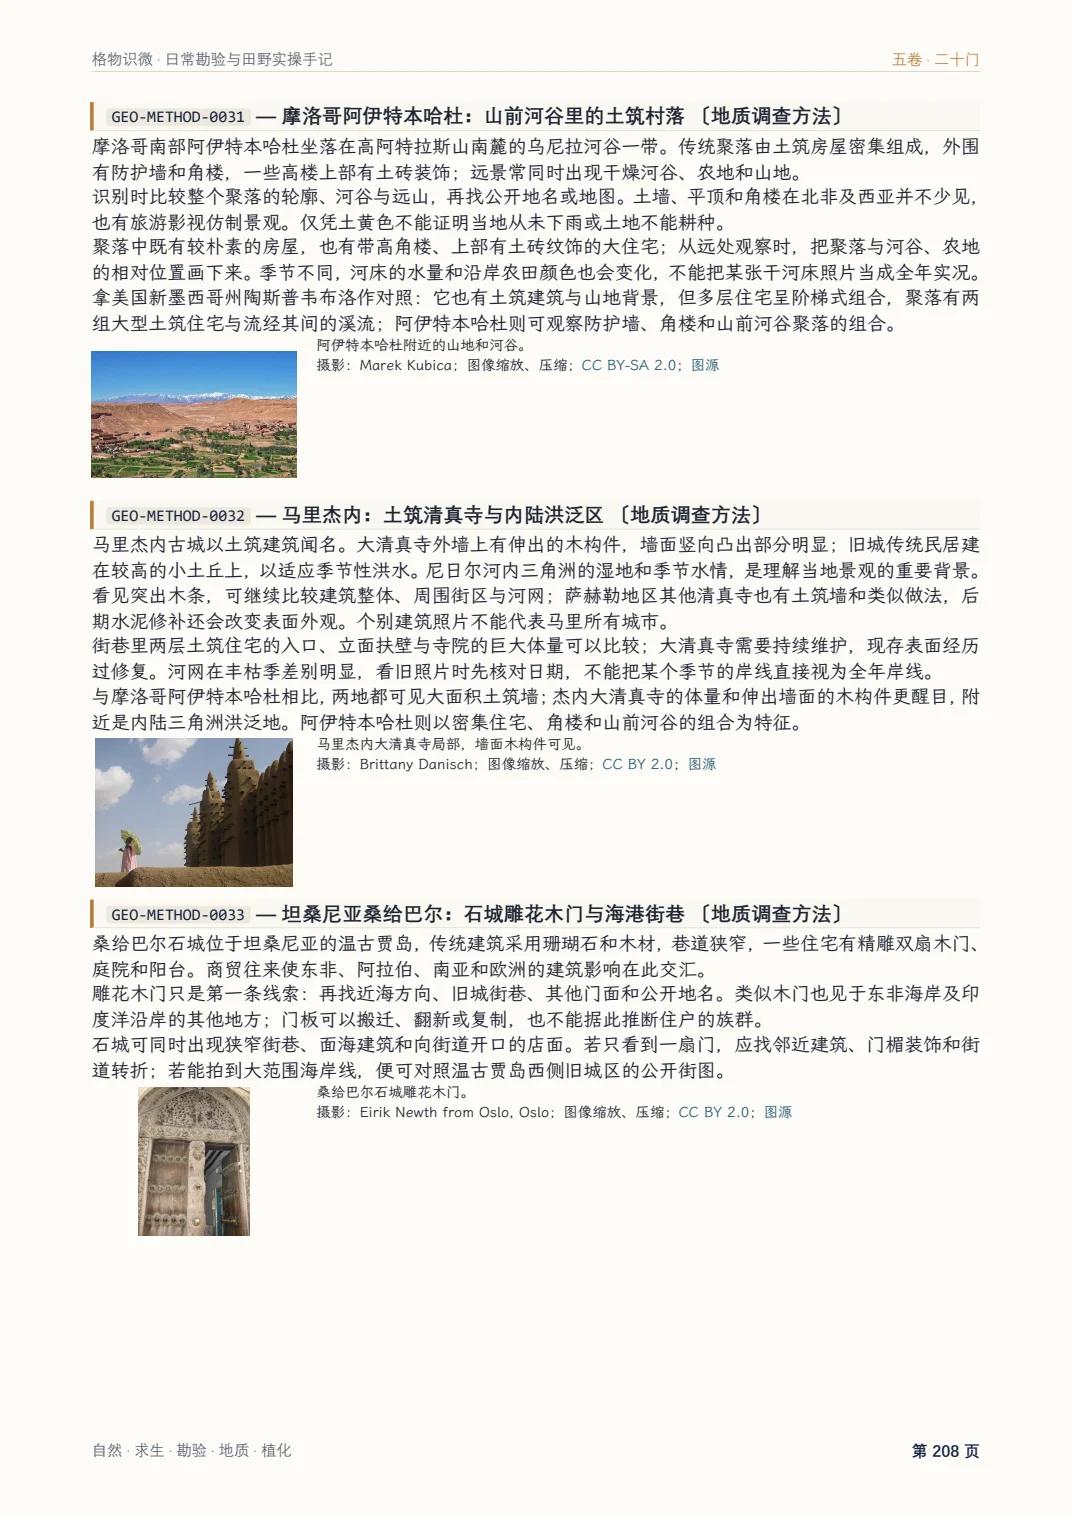 格物识微 · 日常勘验与田野实操手记
五卷 · 二十门
GEO-METHOD-0031 — 摩洛哥阿伊特本哈杜：山前河谷里的土筑村落 〔地质调查方法〕
摩洛哥南部阿伊特本哈杜坐落在高阿特拉斯山南麓的乌尼拉河谷一带。传统聚落由土筑房屋密集组成，外围
有防护墙和角楼，一些高楼上部有土砖装饰；远景常同时出现干燥河谷、农地和山地。
识别时比较整个聚落的轮廓、河谷与远山，再找公开地名或地图。土墙、平顶和角楼在北非及西亚并不少见，
也有旅游影视仿制景观。仅凭土黄色不能证明当地从未下雨或土地不能耕种。
聚落中既有较朴素的房屋，也有带高角楼、上部有土砖纹饰的大住宅；从远处观察时，把聚落与河谷、农地
的相对位置画下来。季节不同，河床的水量和沿岸农田颜色也会变化，不能把某张干河床照片当成全年实况。
拿美国新墨西哥州陶斯普韦布洛作对照：它也有土筑建筑与山地背景，但多层住宅呈阶梯式组合，聚落有两
组大型土筑住宅与流经其间的溪流；阿伊特本哈杜则可观察防护墙、角楼和山前河谷聚落的组合。
阿伊特本哈杜附近的山地和河谷。
摄影：Marek Kubica；图像缩放、压缩；CC BY-SA 2.0；图源
GEO-METHOD-0032 — 马里杰内：土筑清真寺与内陆洪泛区 〔地质调查方法〕
马里杰内古城以土筑建筑闻名。大清真寺外墙上有伸出的木构件，墙面竖向凸出部分明显；旧城传统民居建
在较高的小土丘上，以适应季节性洪水。尼日尔河内三角洲的湿地和季节水情，是理解当地景观的重要背景。
看见突出木条，可继续比较建筑整体、周围街区与河网；萨赫勒地区其他清真寺也有土筑墙和类似做法，后
期水泥修补还会改变表面外观。个别建筑照片不能代表马里所有城市。
街巷里两层土筑住宅的入口、立面扶壁与寺院的巨大体量可以比较；大清真寺需要持续维护，现存表面经历
过修复。河网在丰枯季差别明显，看旧照片时先核对日期，不能把某个季节的岸线直接视为全年岸线。
与摩洛哥阿伊特本哈杜相比，两地都可见大面积土筑墙；杰内大清真寺的体量和伸出墙面的木构件更醒目，附
近是内陆三角洲洪泛地。阿伊特本哈杜则以密集住宅、角楼和山前河谷的组合为特征。
马里杰内大清真寺局部，墙面木构件可见。
摄影：Brittany Danisch；图像缩放、压缩；CC BY 2.0；图源
GEO-METHOD-0033 — 坦桑尼亚桑给巴尔：石城雕花木门与海港街巷 〔地质调查方法〕
桑给巴尔石城位于坦桑尼亚的温古贾岛，传统建筑采用珊瑚石和木材，巷道狭窄，一些住宅有精雕双扇木门、
庭院和阳台。商贸往来使东非、阿拉伯、南亚和欧洲的建筑影响在此交汇。
雕花木门只是第一条线索：再找近海方向、旧城街巷、其他门面和公开地名。类似木门也见于东非海岸及印
度洋沿岸的其他地方；门板可以搬迁、翻新或复制，也不能据此推断住户的族群。
石城可同时出现狭窄街巷、面海建筑和向街道开口的店面。若只看到一扇门，应找邻近建筑、门楣装饰和街
道转折；若能拍到大范围海岸线，便可对照温古贾岛西侧旧城区的公开街图。
桑给巴尔石城雕花木门。
摄影：Eirik Newth from Oslo, Oslo；图像缩放、压缩；CC BY 2.0；图源
自然 · 求生 · 勘验 · 地质 · 植化
第 208 页